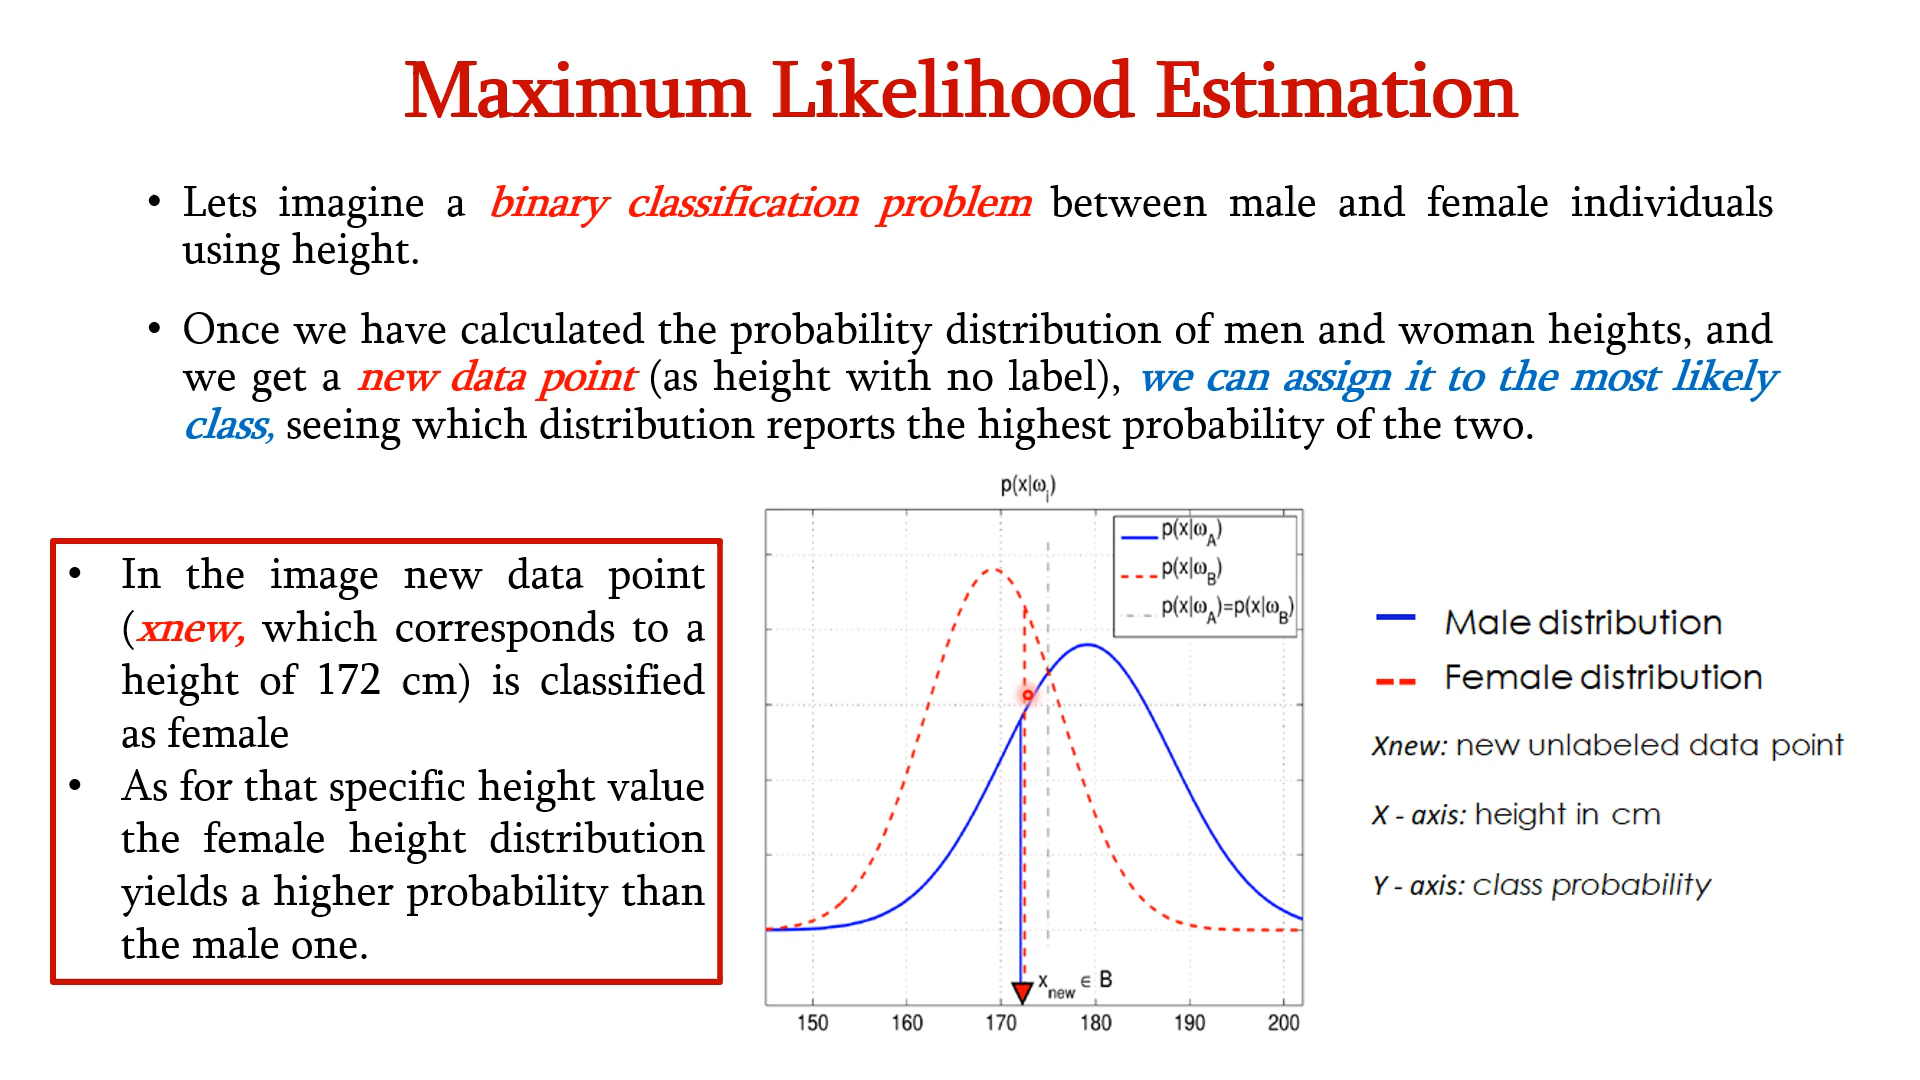 Maximum Likelihood Estimation
• Lets imagine a binary classification problem between male and female individuals
using height.
• Once we have calculated the probability distribution of men and woman heights, and
we get a new data point (as height with no label), we can assign it to the most likely
class, seeing which distribution reports the highest probability of the two.
• In the image new data point
(xnew, which corresponds to a
height of 172 cm) is classified
as female
• As for that specific height value
the female height distribution
yields a higher probability than
the male one.
p(x|ωi)
p(x|ωA)
p(x|ωB)
p(x|ωA)=p(x|ωB)
xnew ∈ B
150 160 170 180 190 200
Male distribution
Female distribution
Xnew: new unlabeled data point
X - axis: height in cm
Y - axis: class probability